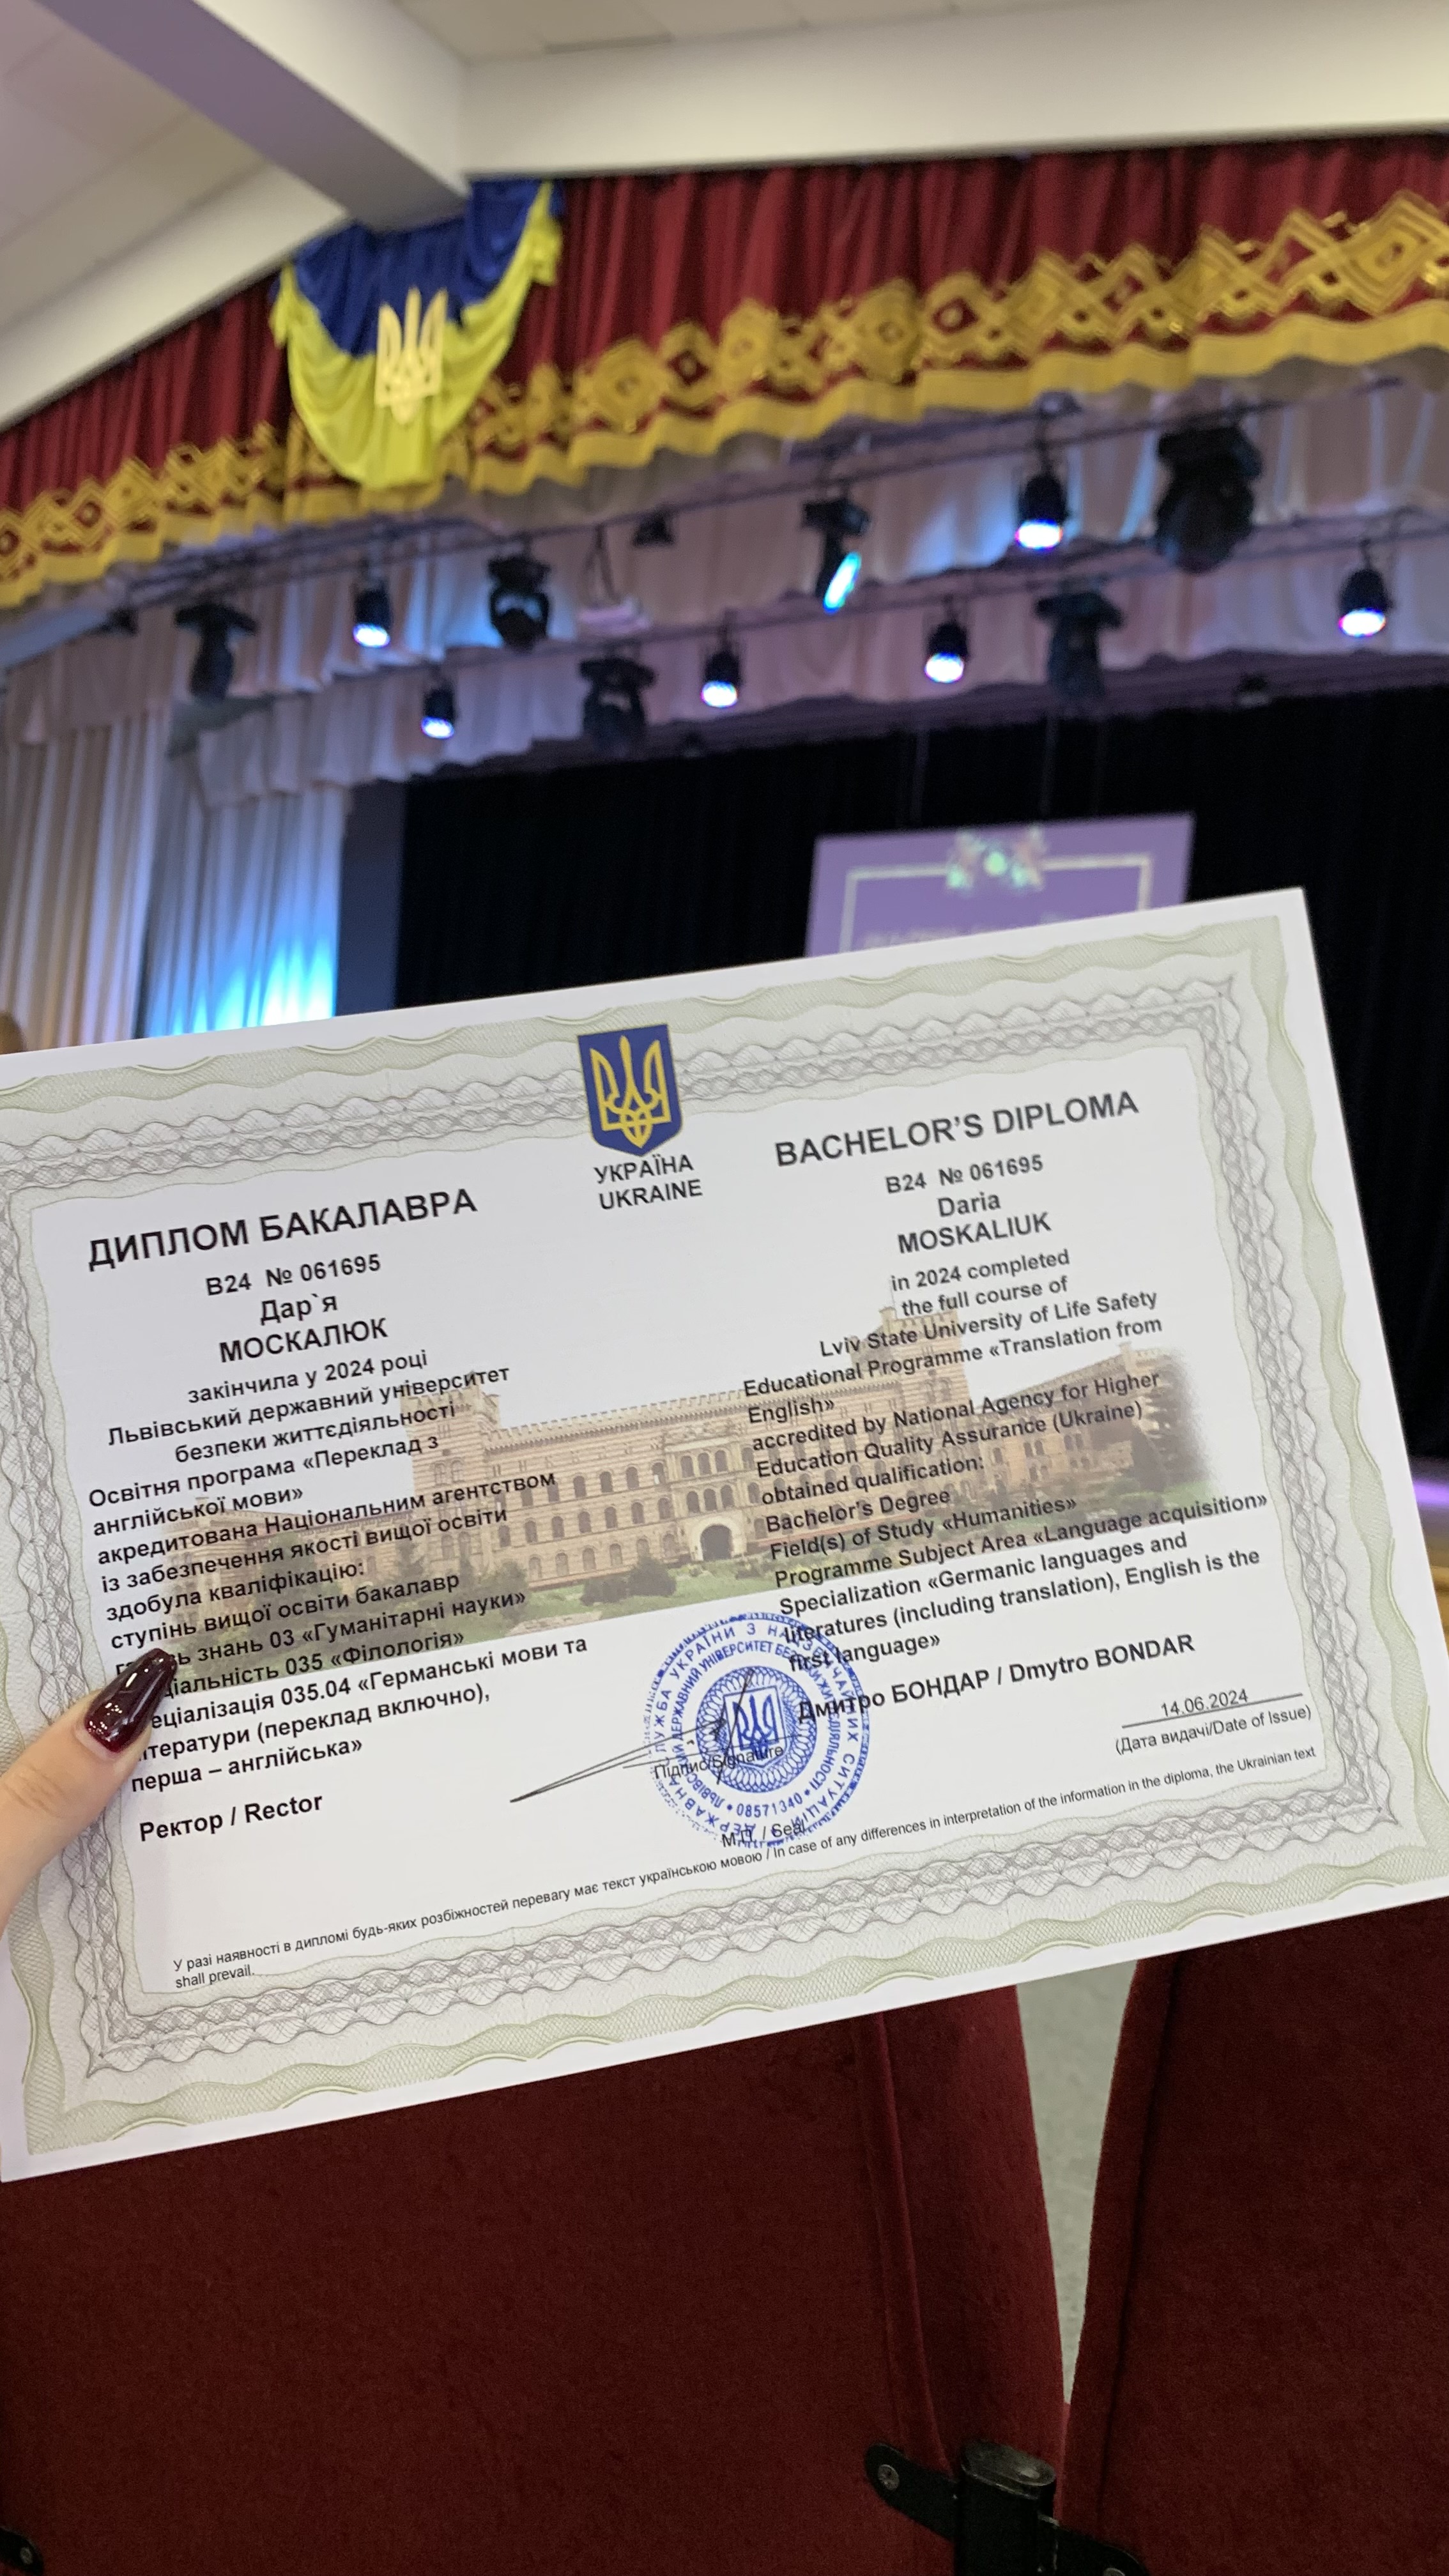 УКРАЇНА
UKRAINE
ДИПЛОМ БАКАЛАВРА
B24 № 061695
Дар`я
МОСКАЛЮК
закінчила у 2024 році
Львівський державний університет
безпеки життєдіяльності
Освітня програма «Переклад з
англійської мови»
акредитована Національним агентством
із забезпечення якості вищої освіти
здобула кваліфікацію:
ступінь вищої освіти бакалавр
знань 03 «Гуманітарні науки»
035 «Філологія»
035.04 «Германські мови та
(переклад включно),
перша – англійська»
Ректор / Rector
BACHELOR’S DIPLOMA
B24 № 061695
Daria
MOSKALIUK
in 2024 completed
the full course of
Lviv State University of Life Safety
Educational Programme «Translation from
English»
accredited by National Agency for Higher
Education Quality Assurance (Ukraine)
obtained qualification:
Bachelor’s Degree
Field(s) of Study «Humanities»
Programme Subject Area «Language acquisition»
Specialization «Germanic languages and
literatures (including translation), English is the
first language»
Дмитро БОНДАР / Dmytro BONDAR
Підпис/Signature
08571340
М.П. / Seal
14.06.2024
(Дата видачі/Date of Issue)
У разі наявності в дипломі будь-яких розбіжностей перевагу має текст українською мовою / In case of any differences in interpretation of the information in the diploma, the Ukrainian text
shall prevail.